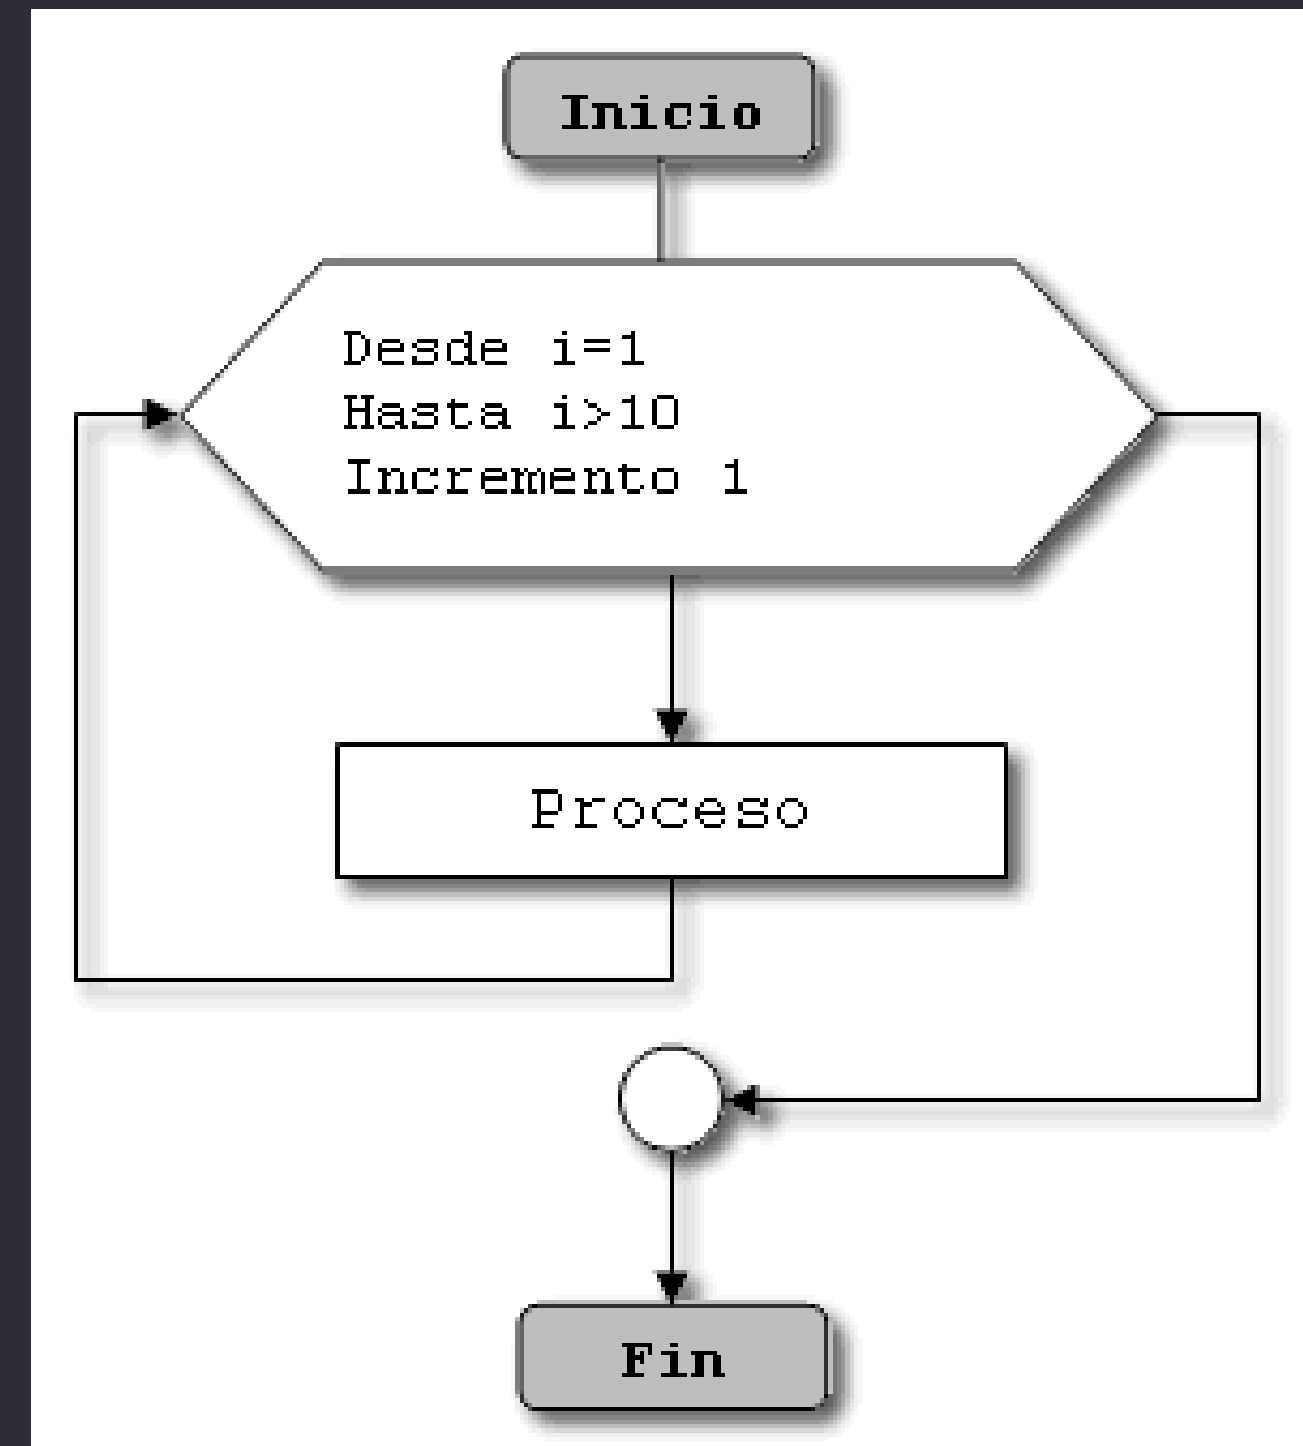 Inicio
Desde i=1
Hasta i>10
Incremento 1
Proceso
Fin